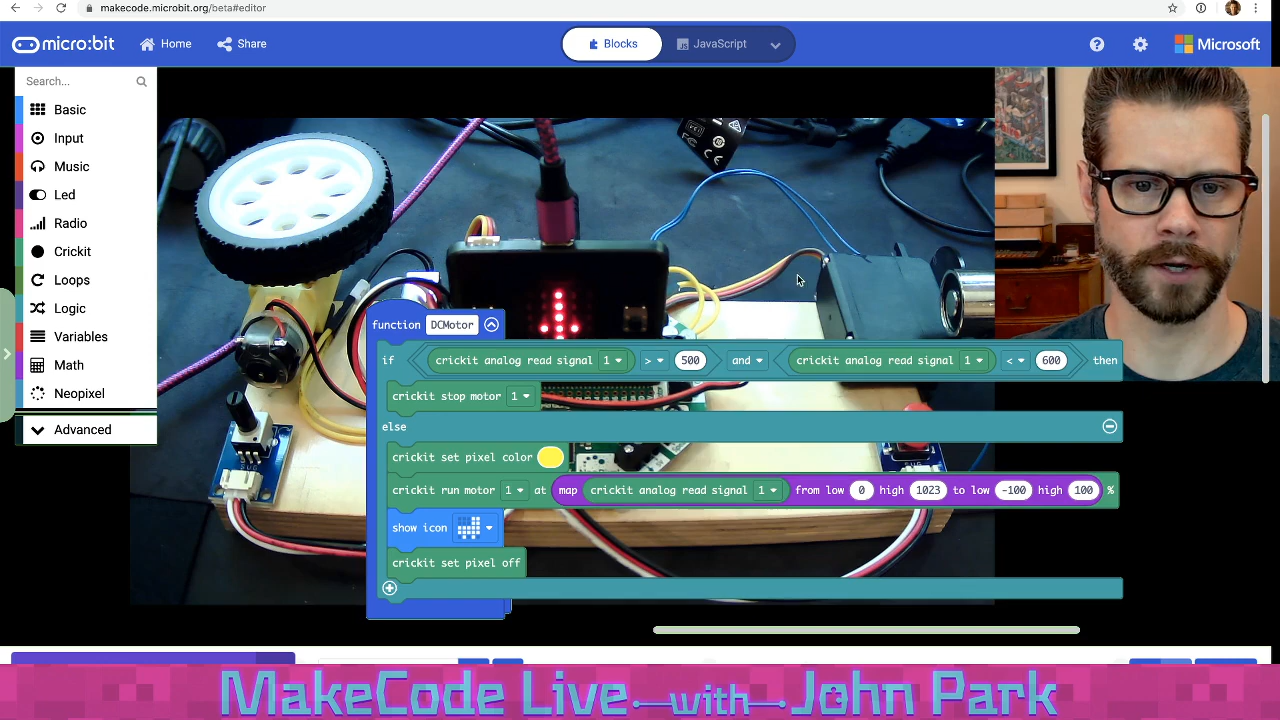 makecode.microbit.org/beta#editor
micro:bit Home Share Blocks JavaScript Microsoft
Search...
Basic
Input
Music
Led
Radio
Crickit
Loops
Logic
Variables
Math
Neopixel
Advanced
function DCMotor
if crickit analog read signal 1 > 500 and crickit analog read signal 1 < 600 then
crickit stop motor 1
else
crickit set pixel color
crickit run motor 1 at map crickit analog read signal 1 from low 0 high 1023 to low -100 high 100 %
show icon
crickit set pixel off
MakeCode Live with John Park